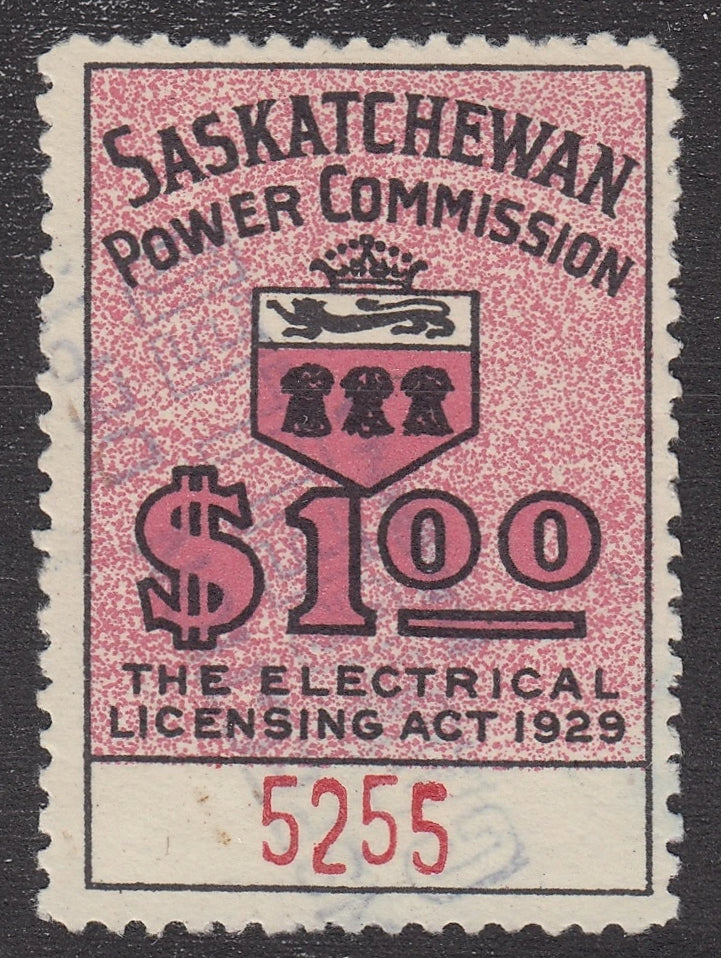 SASKATCHEWAN
POWER COMMISSION
$1.00
THE ELECTRICAL
LICENSING ACT 1929
5255